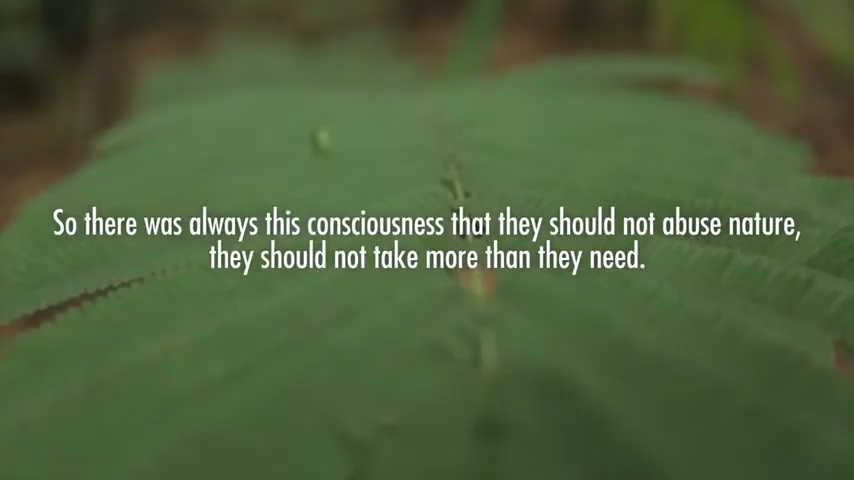 So there was always this consciousness that they should not abuse nature,
they should not take more than they need.